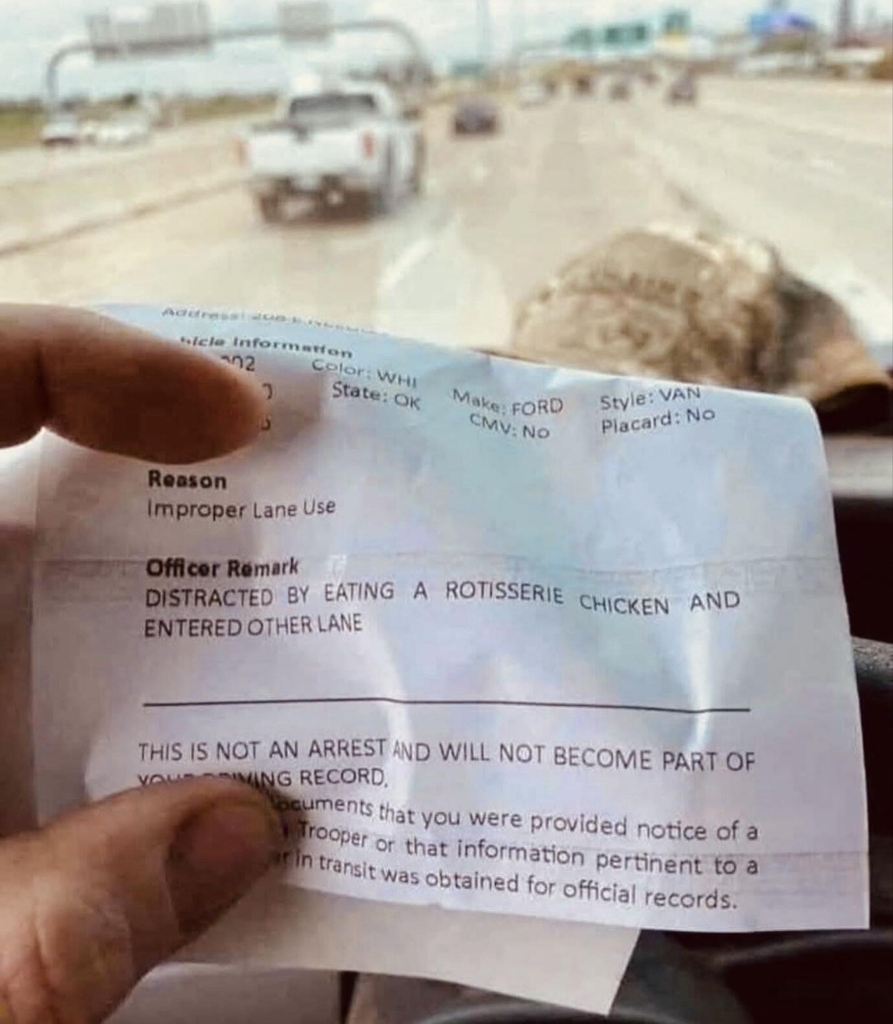 Address:
Information
Color: WHI Make: FORD Style: VAN
State: OK CMV: No Placard: No
Reason
Improper Lane Use
Officer Remark
DISTRACTED BY EATING A ROTISSERIE CHICKEN AND
ENTERED OTHER LANE
THIS IS NOT AN ARREST AND WILL NOT BECOME PART OF
RECORD.
that you were provided notice of a
Trooper or that information pertinent to a
in transit was obtained for official records.